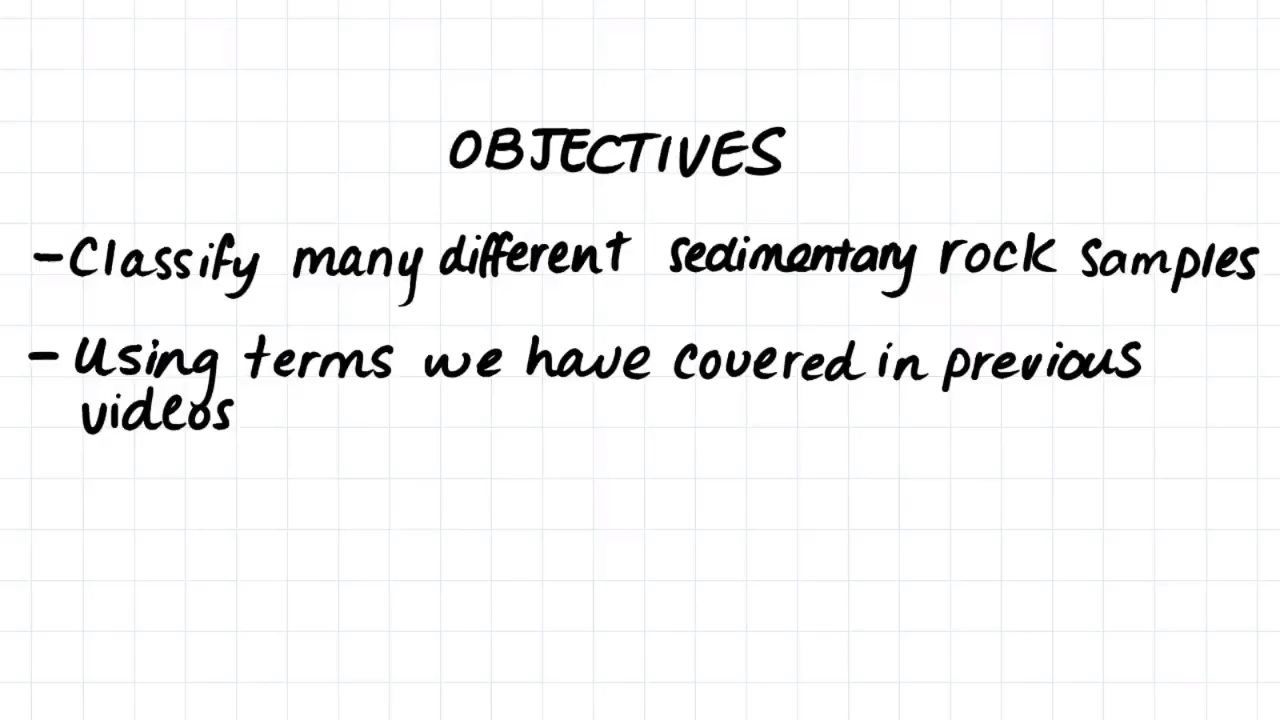 OBJECTIVES
- Classify many different sedimentary rock samples
- Using terms we have covered in previous
videos